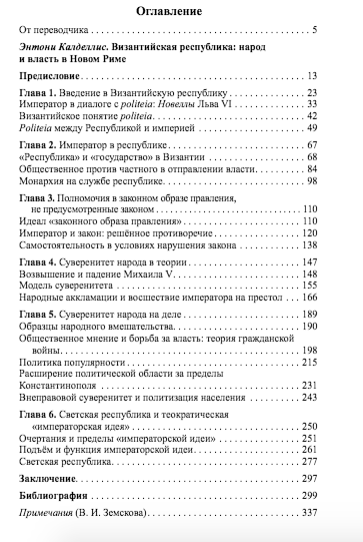 Оглавление
От переводчика . . . . . . . . . . . . . . . . . . . . . . . . . . . . 5
Энтони Калделлис. Византийская республика: народ
и власть в Новом Риме
Предисловие . . . . . . . . . . . . . . . . . . . . . . . . . . . . 13
Глава 1. Введение в Византийскую республику . . . . . . . 23
Император в диалоге с politeia: Новеллы Льва VI . . . . . . . 33
Византийское понятие politeia. . . . . . . . . . . . . . . . . . 42
Politeia между Республикой и империей . . . . . . . . . . . . 49
Глава 2. Император в республике . . . . . . . . . . . . . . . . 67
«Республика» и «государство» в Византии . . . . . . . . . . . 68
Общественное против частного в отправлении власти. . . . . 84
Монархия на службе республике. . . . . . . . . . . . . . . . . 98
Глава 3. Полномочия в законном образе правления,
не предусмотренные законом . . . . . . . . . . . . . . . . . . 110
Идеал «законного образа правления» . . . . . . . . . . . . . . 110
Император и закон: решённое противоречие . . . . . . . . . . 120
Самостоятельность в условиях нарушения закона . . . . . . . 138
Глава 4. Суверенитет народа в теории . . . . . . . . . . . . . 147
Возвышение и падение Михаила V. . . . . . . . . . . . . . . . 148
Модель суверенитета . . . . . . . . . . . . . . . . . . . . . . 155
Народные аккламации и восшествие императора на престол . . 166
Глава 5. Суверенитет народа на деле . . . . . . . . . . . . . . 189
Образцы народного вмешательства. . . . . . . . . . . . . . . . 190
Общественное мнение и борьба за власть: теория гражданской
войны. . . . . . . . . . . . . . . . . . . . . . . . . . . . . 198
Политика популярности . . . . . . . . . . . . . . . . . . . . . 215
Расширение политической области за пределы
Константинополя . . . . . . . . . . . . . . . . . . . . . . . . 231
Внеправовой суверенитет и политизация населения . . . . . . 243
Глава 6. Светская республика и теократическая
«императорская идея» . . . . . . . . . . . . . . . . . . . . . 250
Очертания и пределы «императорской идеи» . . . . . . . . . . 251
Подъём и функция императорской идеи . . . . . . . . . . . . . 261
Светская республика. . . . . . . . . . . . . . . . . . . . . . 277
Заключение. . . . . . . . . . . . . . . . . . . . . . . . . . . 297
Библиография . . . . . . . . . . . . . . . . . . . . . . . . . 299
Примечания (В. И. Земскова) . . . . . . . . . . . . . . . . . . 337